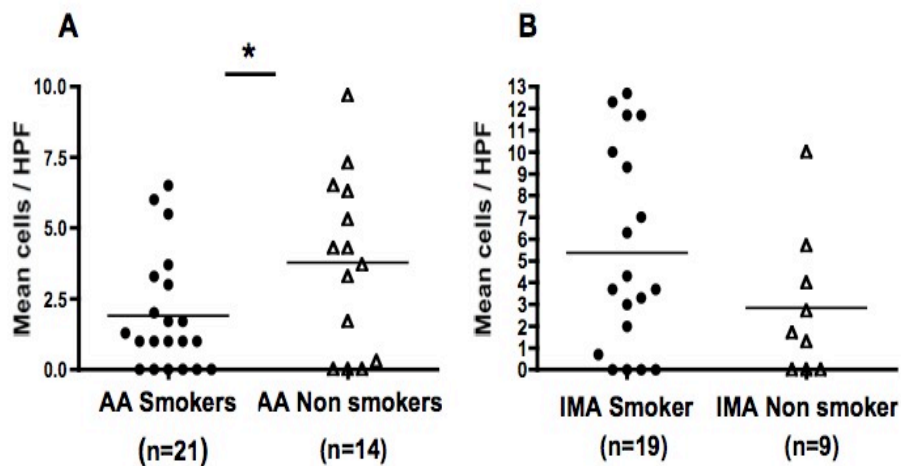 A
*
Mean cells / HPF
10.0
7.5
5.0
2.5
0.0
AA Smokers
AA Non smokers
(n=21)
(n=14)
B
Mean cells / HPF
13
12
11
10
9
8
7
6
5
4
3
2
1
0
IMA Smoker
IMA Non smoker
(n=19)
(n=9)